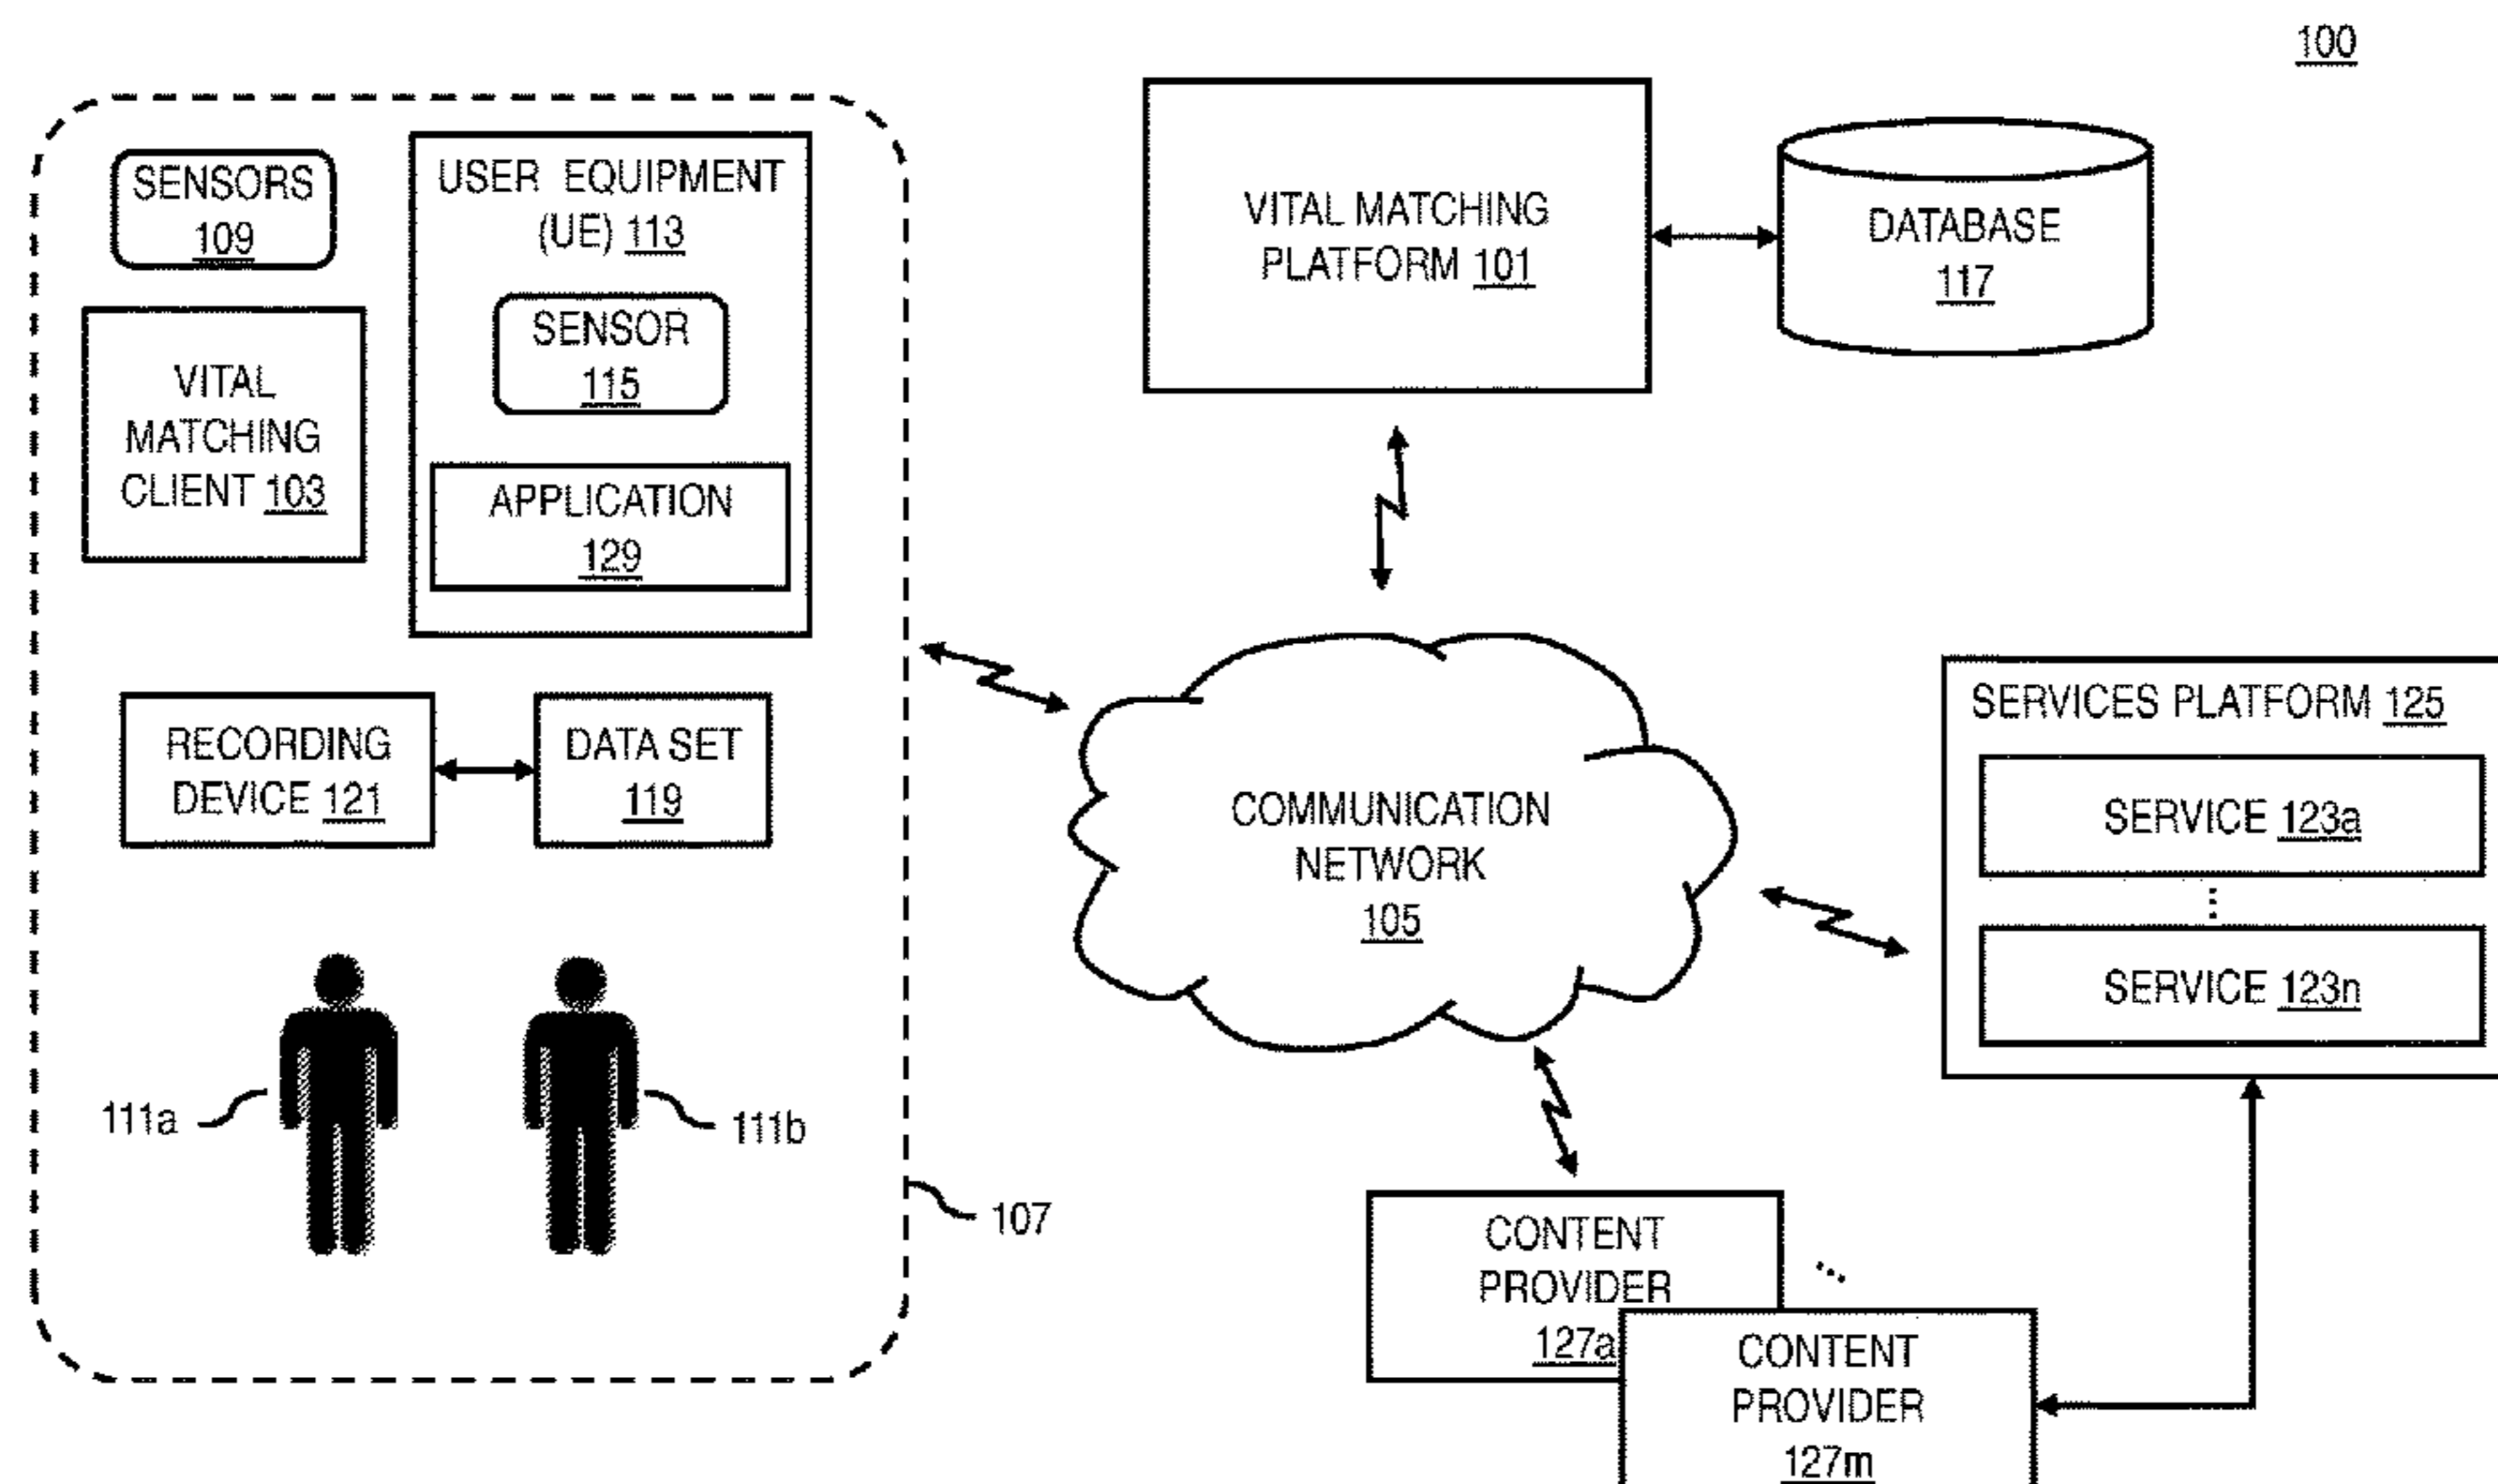 100
SENSORS
109
USER EQUIPMENT
(UE) 113
SENSOR
115
APPLICATION
129
VITAL
MATCHING
CLIENT 103
RECORDING
DEVICE 121
DATA SET
119
111a
111b
107
VITAL MATCHING
PLATFORM 101
DATABASE
117
COMMUNICATION
NETWORK
105
SERVICES PLATFORM 125
SERVICE 123a
⋮
SERVICE 123n
CONTENT
PROVIDER
127a
...
CONTENT
PROVIDER
127m